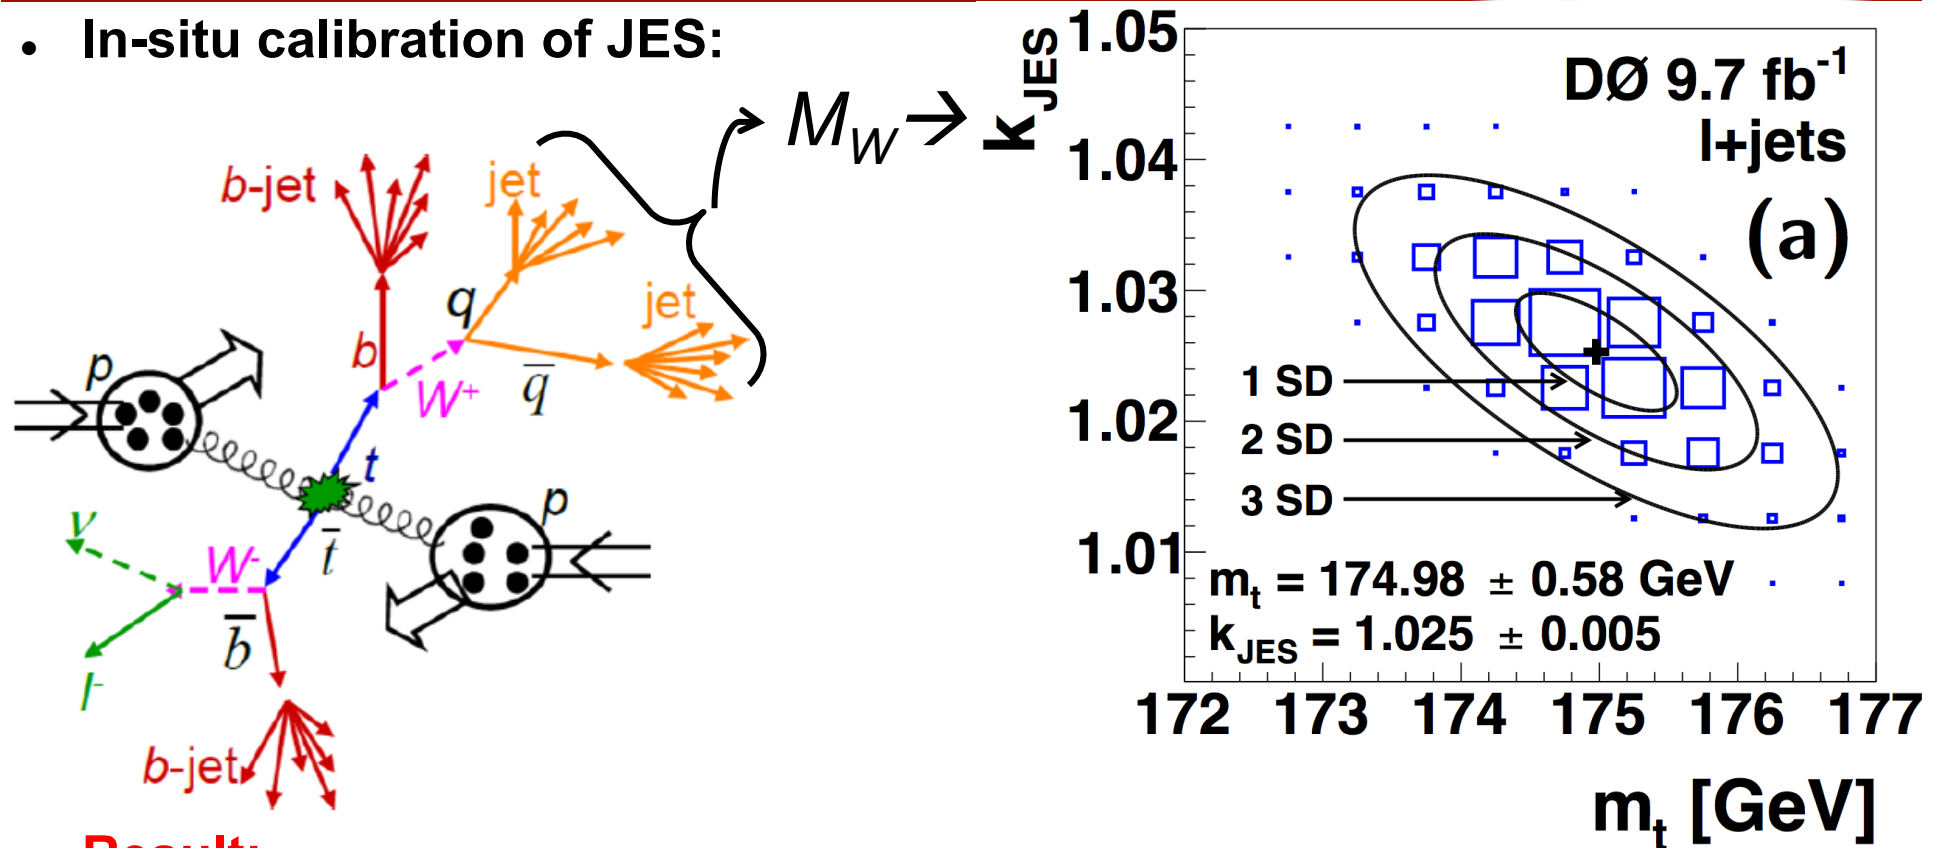 • In-situ calibration of JES:
M_W →
b-jet
jet
q
jet
b
W⁺
q̅
p
t
t̅
p
ν
W⁻
b̅
l⁻
b-jet
Result:
k_JES
1.05
1.04
1.03
1.02
1.01
DØ 9.7 fb⁻¹
l+jets
(a)
1 SD
2 SD
3 SD
m_t = 174.98 ± 0.58 GeV
k_JES = 1.025 ± 0.005
172 173 174 175 176 177
m_t [GeV]